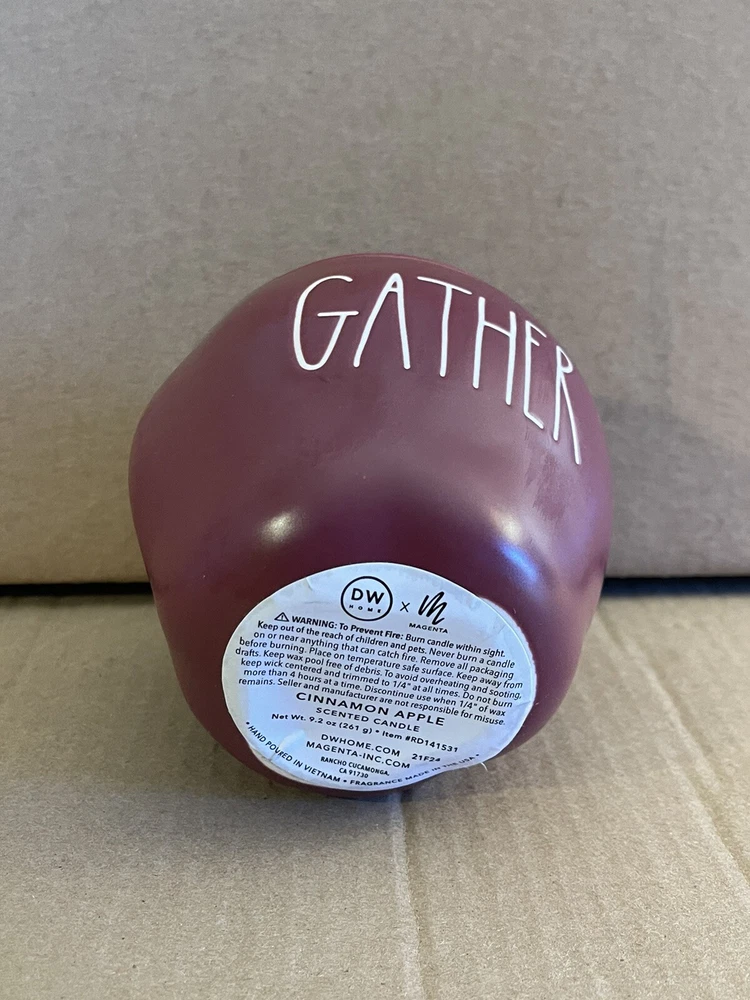 GATHER
DW
HOME
X
MAGENTA
⚠ WARNING: To Prevent Fire: Burn candle within sight.
Keep out of the reach of children and pets. Never burn a candle
on or near anything that can catch fire. Remove all packaging
before burning. Place on temperature safe surface. Keep away from
drafts. Keep wax pool free of debris. To avoid overheating and sooting,
keep wick centered and trimmed to 1/4" at all times. Do not burn
more than 4 hours at a time. Discontinue use when 1/4" of wax
remains. Seller and manufacturer are not responsible for misuse.
CINNAMON APPLE
SCENTED CANDLE
Net Wt. 9.2 oz (261 g) • Item #RD141531
DWHOME.COM 21F24
MAGENTA-INC.COM
RANCHO CUCAMONGA,
CA 91730
• HAND POURED IN VIETNAM • FRAGRANCE MADE IN THE USA •